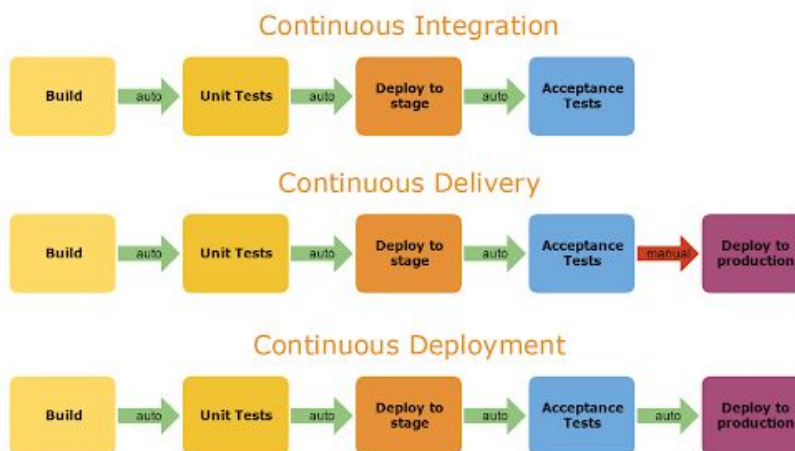 Continuous Integration
Build
auto
Unit Tests
auto
Deploy to
stage
auto
Acceptance
Tests
Continuous Delivery
Build
auto
Unit Tests
auto
Deploy to
stage
auto
Acceptance
Tests
manual
Deploy to
production
Continuous Deployment
Build
auto
Unit Tests
auto
Deploy to
stage
auto
Acceptance
Tests
auto
Deploy to
production